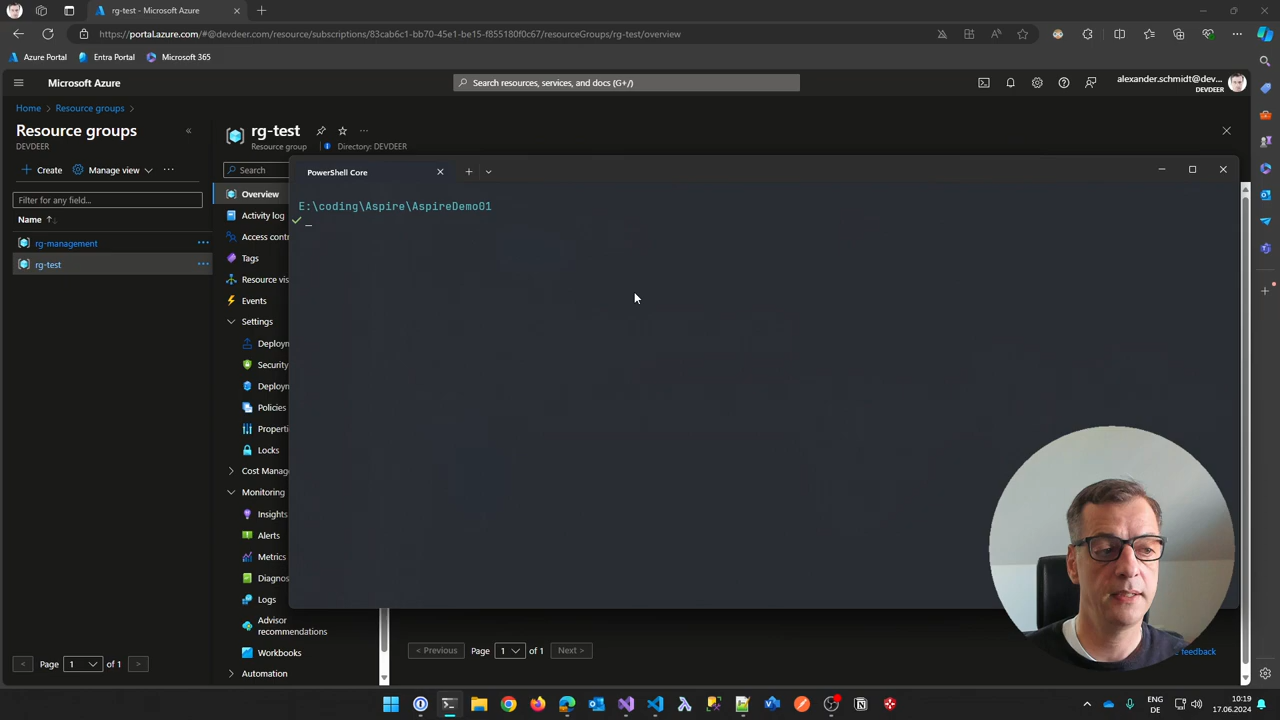 rg-test - Microsoft Azure
https://portal.azure.com/#@devdeer.com/resource/subscriptions/83cab6c1-bb70-45e1-be15-f855180f0c67/resourceGroups/rg-test/overview
Azure Portal
Entra Portal
Microsoft 365
Microsoft Azure
Search resources, services, and docs (G+/)
alexander.schmidt@dev...
DEVDEER
Home > Resource groups >
Resource groups
DEVDEER
Create
Manage view
Filter for any field...
Name
rg-management
rg-test
Page 1 of 1
rg-test
Resource group
Directory: DEVDEER
Search
Overview
Activity log
Access contr
Tags
Resource vis
Events
Settings
Deploym
Security
Deploym
Policies
Properti
Locks
Cost Manag
Monitoring
Insights
Alerts
Metrics
Diagnos
Logs
Advisor
recommendations
Workbooks
Automation
PowerShell Core
E:\coding\Aspire\AspireDemo01
< Previous
Page 1 of 1
Next >
feedback
ENG
DE
10:19
17.06.2024